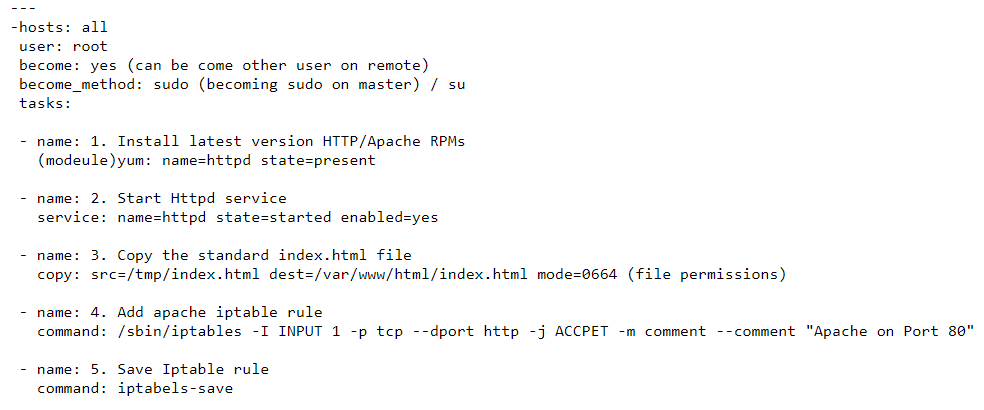 ---
-hosts: all
user: root
become: yes (can be come other user on remote)
become_method: sudo (becoming sudo on master) / su
tasks:
- name: 1. Install latest version HTTP/Apache RPMs
(modeule)yum: name=httpd state=present
- name: 2. Start Httpd service
service: name=httpd state=started enabled=yes
- name: 3. Copy the standard index.html file
copy: src=/tmp/index.html dest=/var/www/html/index.html mode=0664 (file permissions)
- name: 4. Add apache iptable rule
command: /sbin/iptables -I INPUT 1 -p tcp --dport http -j ACCPET -m comment --comment "Apache on Port 80"
- name: 5. Save Iptable rule
command: iptabels-save